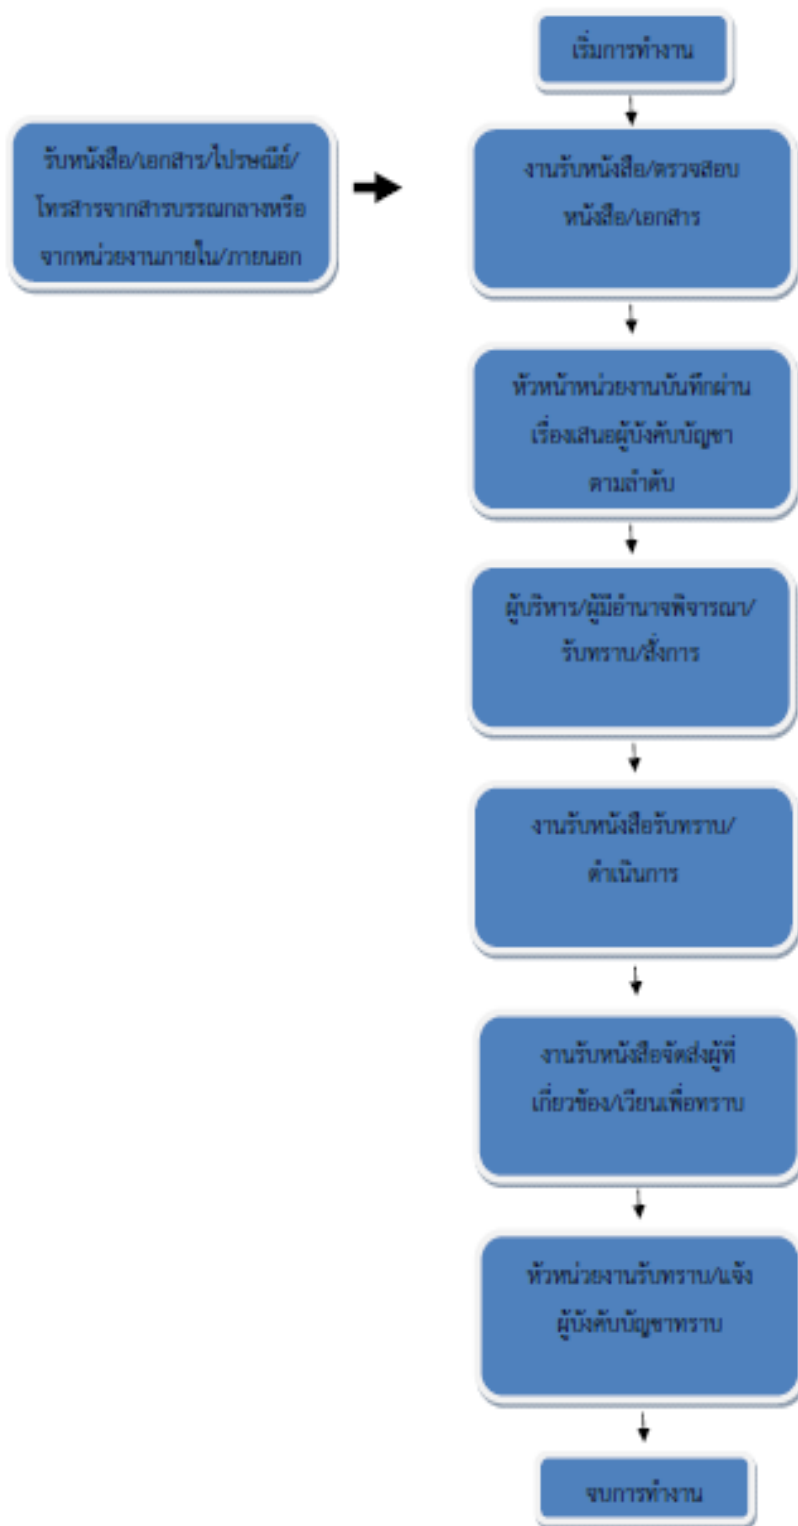 เริ่มการทำงาน
รับหนังสือ/เอกสาร/ไปรษณีย์/
โทรสารจากสารบรรณกลางหรือ
จากหน่วยงานภายใน/ภายนอก
งานรับหนังสือ/ตรวจสอบ
หนังสือ/เอกสาร
หัวหน้าหน่วยงานบันทึกผ่าน
เรื่องเสนอผู้บังคับบัญชา
ตามลำดับ
ผู้บริหาร/ผู้มีอำนาจพิจารณา/
รับทราบ/สั่งการ
งานรับหนังสือรับทราบ/
ดำเนินการ
งานรับหนังสือจัดส่งผู้ที่
เกี่ยวข้อง/เวียนเพื่อทราบ
หัวหน่วยงานรับทราบ/แจ้ง
ผู้บังคับบัญชาทราบ
จบการทำงาน